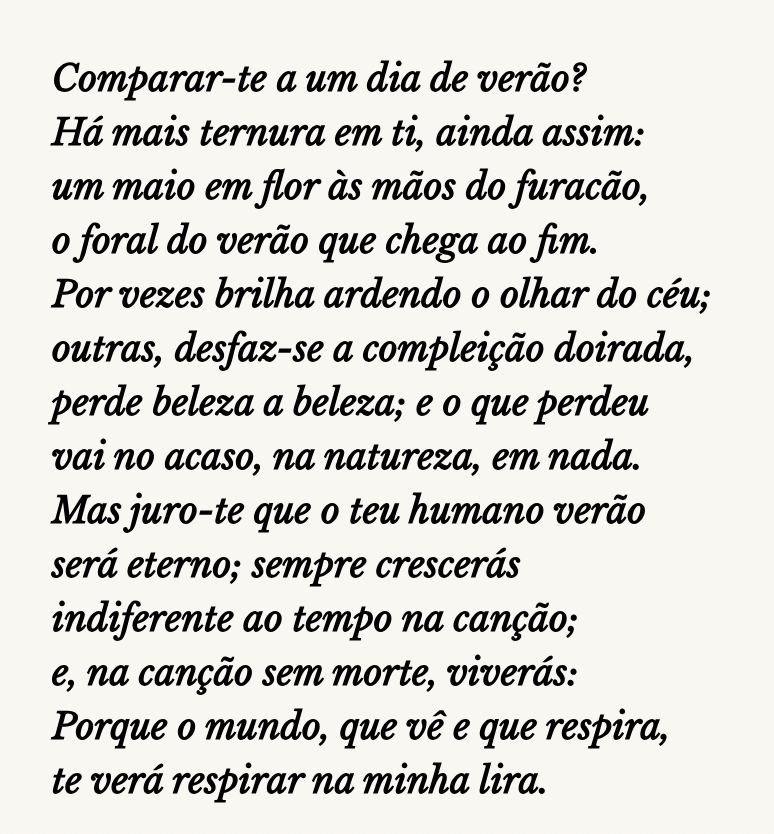 Comparar-te a um dia de verão?
Há mais ternura em ti, ainda assim:
um maio em flor às mãos do furacão,
o foral do verão que chega ao fim.
Por vezes brilha ardendo o olhar do céu;
outras, desfaz-se a compleição doirada,
perde beleza a beleza; e o que perdeu
vai no acaso, na natureza, em nada.
Mas juro-te que o teu humano verão
será eterno; sempre crescerás
indiferente ao tempo na canção;
e, na canção sem morte, viverás:
Porque o mundo, que vê e que respira,
te verá respirar na minha lira.